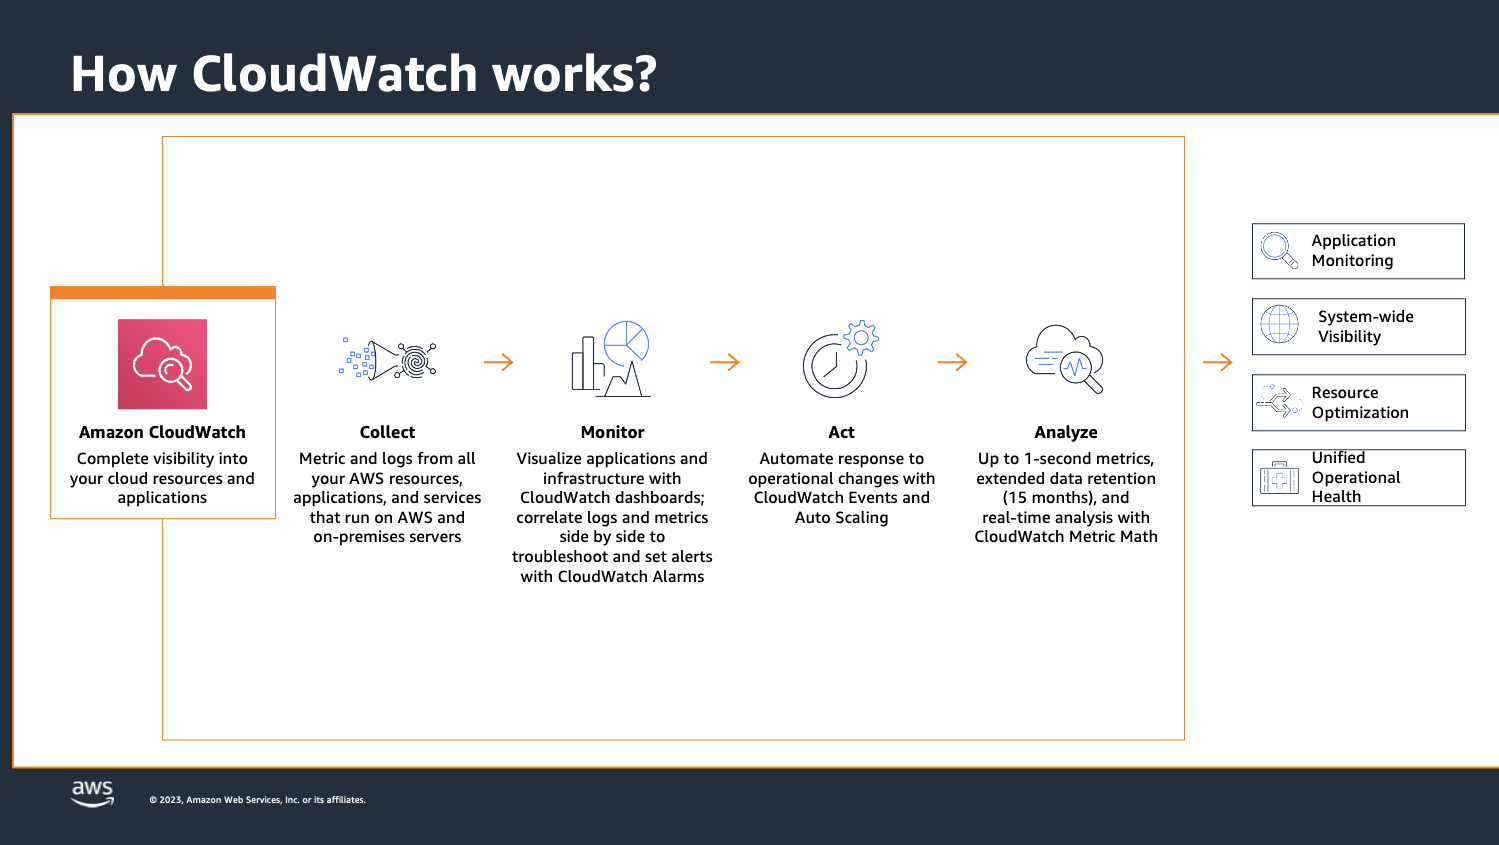 How CloudWatch works?
Amazon CloudWatch
Complete visibility into
your cloud resources and
applications
Collect
Metric and logs from all
your AWS resources,
applications, and services
that run on AWS and
on-premises servers
Monitor
Visualize applications and
infrastructure with
CloudWatch dashboards;
correlate logs and metrics
side by side to
troubleshoot and set alerts
with CloudWatch Alarms
Act
Automate response to
operational changes with
CloudWatch Events and
Auto Scaling
Analyze
Up to 1-second metrics,
extended data retention
(15 months), and
real-time analysis with
CloudWatch Metric Math
Application
Monitoring
System-wide
Visibility
Resource
Optimization
Unified
Operational
Health
aws
© 2023, Amazon Web Services, Inc. or its affiliates.